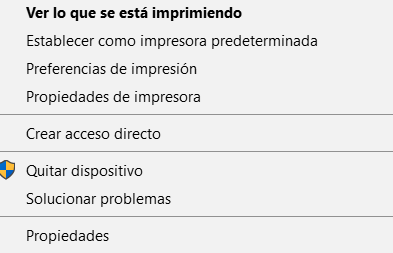 Ver lo que se está imprimiendo
Establecer como impresora predeterminada
Preferencias de impresión
Propiedades de impresora
Crear acceso directo
Quitar dispositivo
Solucionar problemas
Propiedades